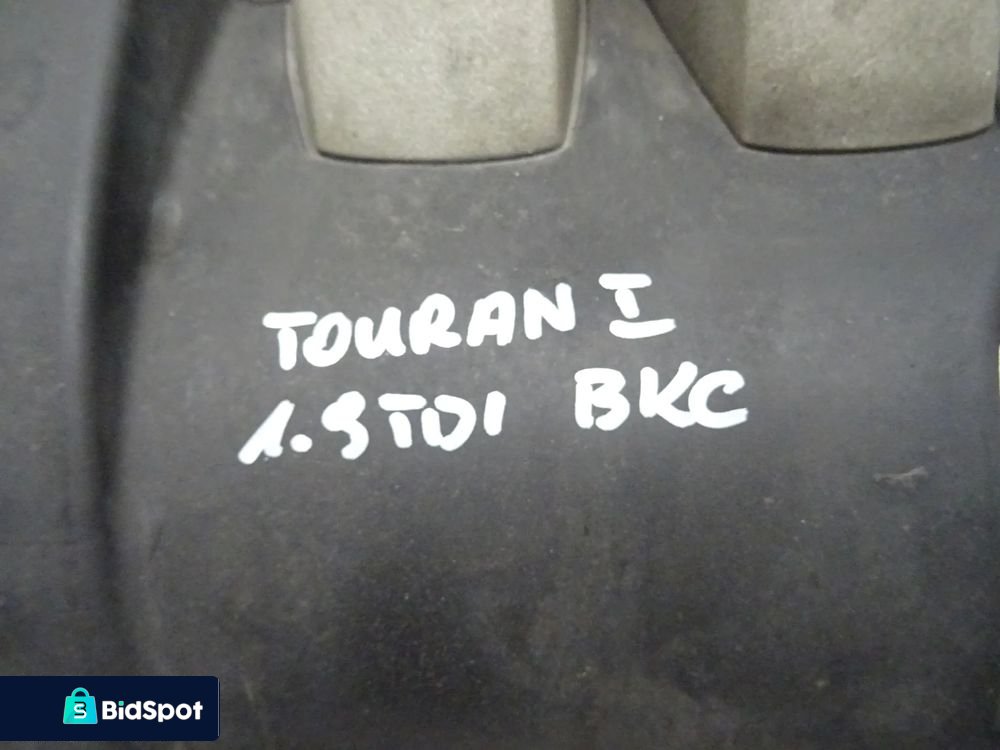 TOURAN I
1.9TDI BKC
BidSpot